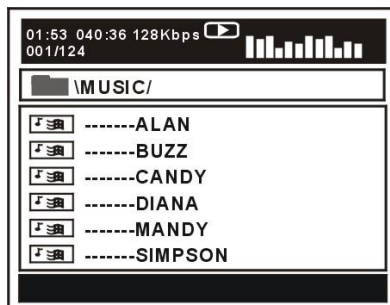 01:53 040:36 128Kbps
001/124
\MUSIC/
-------ALAN
-------BUZZ
-------CANDY
-------DIANA
-------MANDY
-------SIMPSON